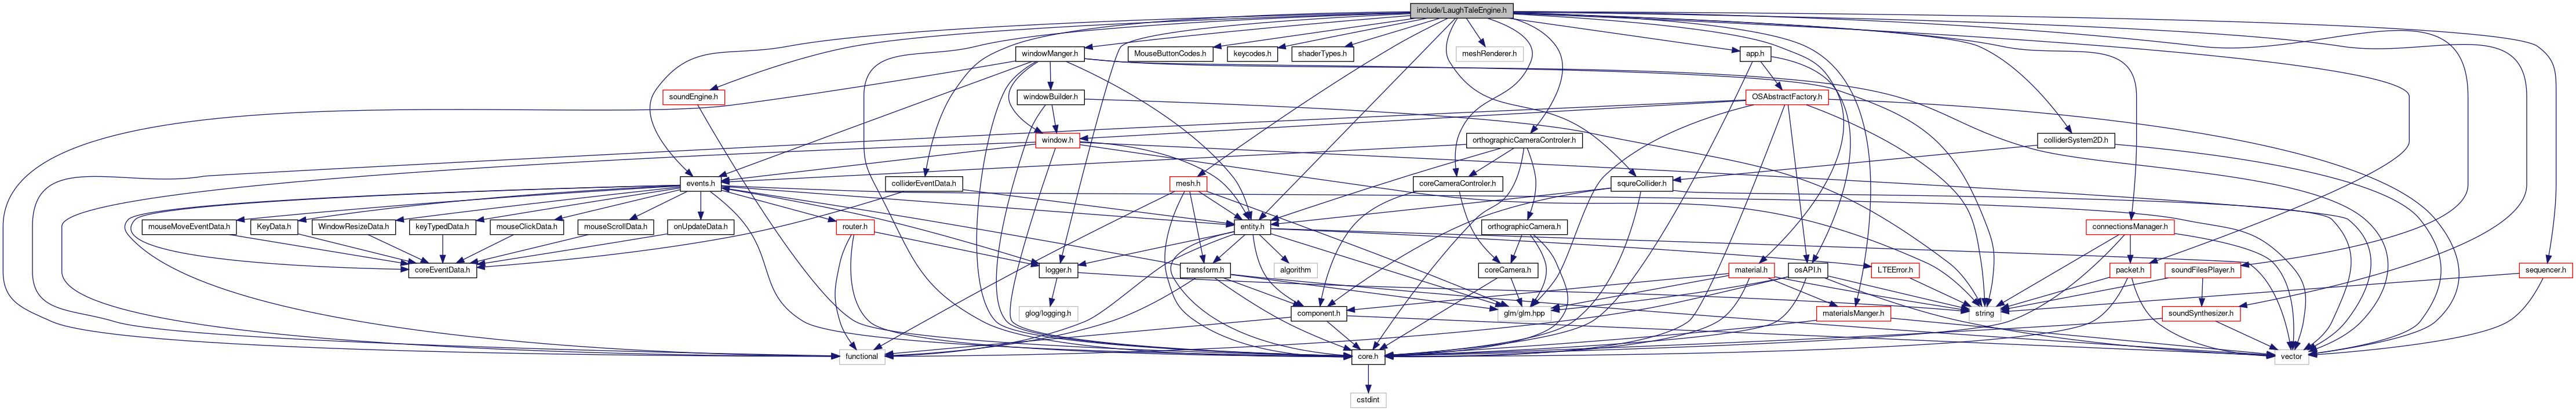 include/LaughTaleEngine.h
windowManger.h
MouseButtonCodes.h
keycodes.h
shaderTypes.h
meshRenderer.h
app.h
soundEngine.h
windowBuilder.h
OSAbstractFactory.h
window.h
orthographicCameraControler.h
colliderSystem2D.h
events.h
colliderEventData.h
mesh.h
coreCameraControler.h
squreCollider.h
mouseMoveEventData.h
KeyData.h
WindowResizeData.h
keyTypedData.h
mouseClickData.h
mouseScrollData.h
onUpdateData.h
router.h
entity.h
orthographicCamera.h
connectionsManager.h
coreEventData.h
logger.h
transform.h
algorithm
coreCamera.h
material.h
osAPI.h
LTEError.h
packet.h
soundFilesPlayer.h
sequencer.h
glog/logging.h
component.h
glm/glm.hpp
materialsManger.h
string
soundSynthesizer.h
functional
core.h
vector
cstdint